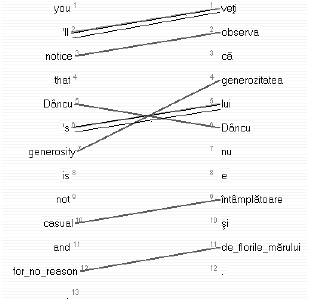 you 1 1 veţi
'll 2 2 observa
notice 3 3 că
that 4 4 generozitatea
Dâncu 5 5 lui
's 6 6 Dâncu
generosity 7 7 nu
is 8 8 e
not 9 9 întâmplătoare
casual 10 10 şi
and 11 11 de_florile_mărului
for_no_reason 12 12 .
. 13